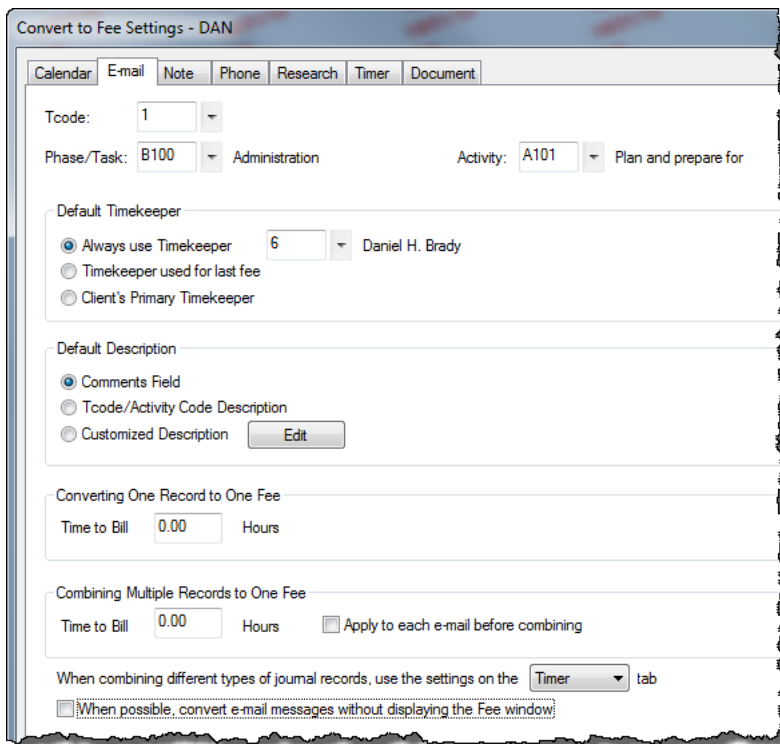 Convert to Fee Settings - DAN
Calendar E-mail Note Phone Research Timer Document
Tcode: 1
Phase/Task: B100 Administration Activity: A101 Plan and prepare for
Default Timekeeper
Always use Timekeeper 6 Daniel H. Brady
Timekeeper used for last fee
Client's Primary Timekeeper
Default Description
Comments Field
Tcode/Activity Code Description
Customized Description Edit
Converting One Record to One Fee
Time to Bill 0.00 Hours
Combining Multiple Records to One Fee
Time to Bill 0.00 Hours Apply to each e-mail before combining
When combining different types of journal records, use the settings on the Timer tab
When possible, convert e-mail messages without displaying the Fee window